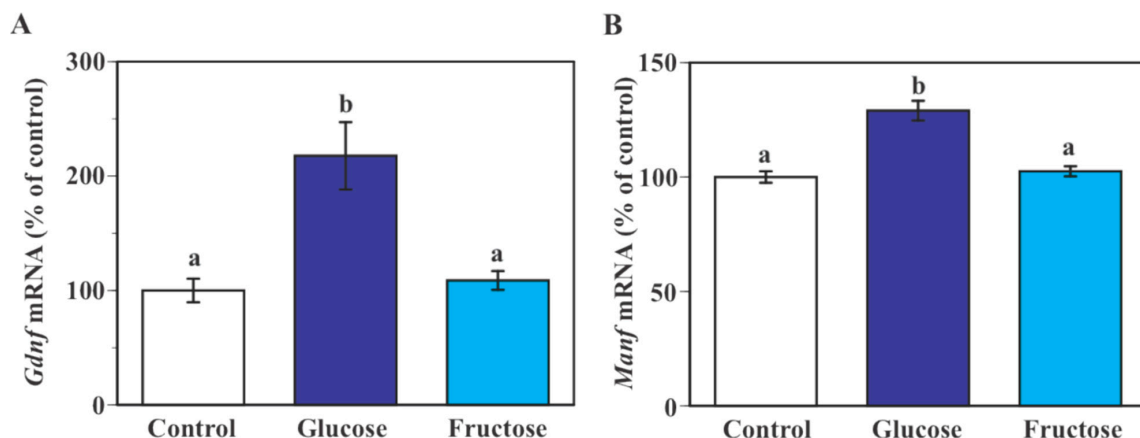 A
Gdnf mRNA (% of control)
300
200
100
0
a
b
a
Control Glucose Fructose
B
Manf mRNA (% of control)
150
100
50
0
a
b
a
Control Glucose Fructose